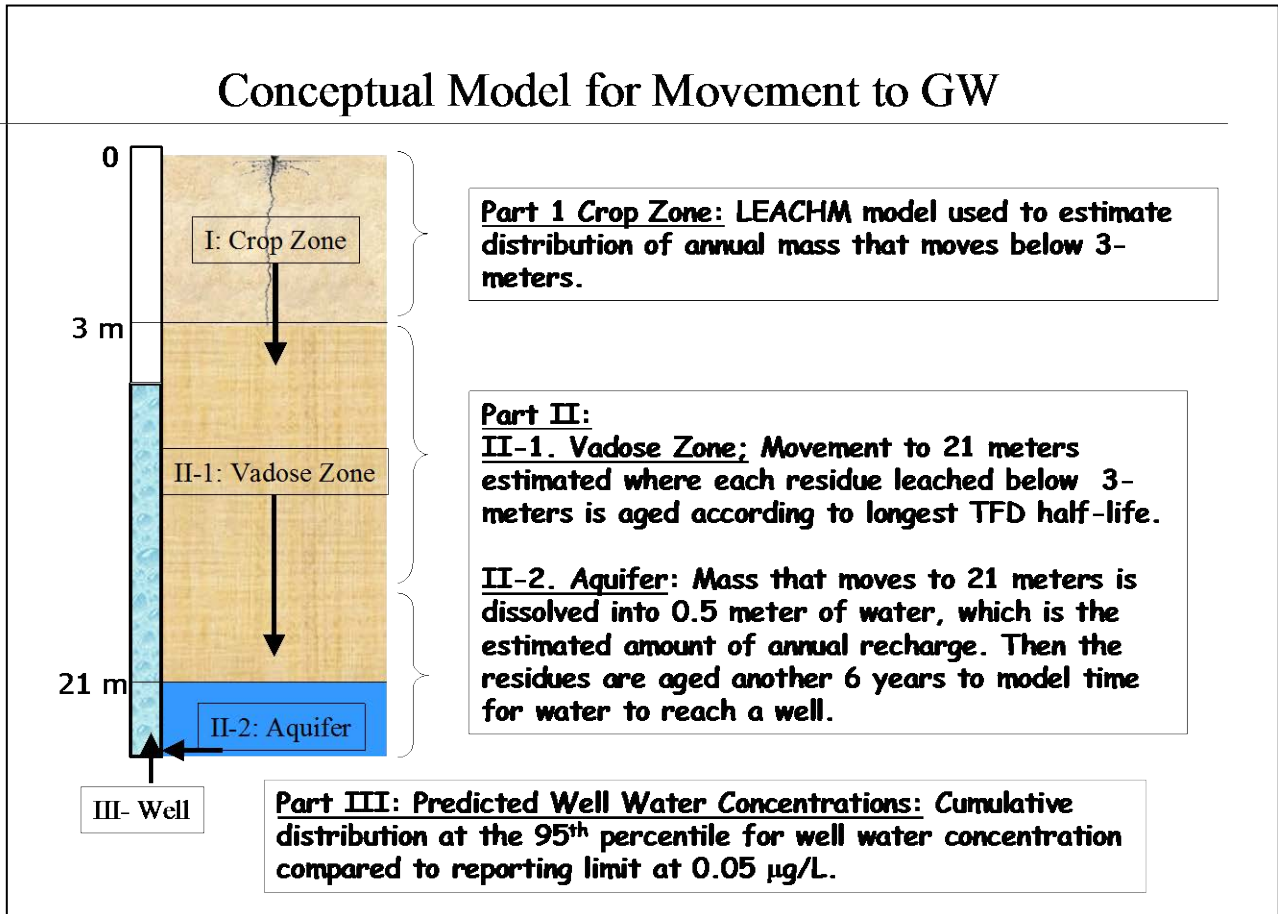 Conceptual Model for Movement to GW
0
I: Crop Zone
3 m
II-1: Vadose Zone
21 m
II-2: Aquifer
III- Well
Part 1 Crop Zone: LEACHM model used to estimate
distribution of annual mass that moves below 3-
meters.
Part II:
II-1. Vadose Zone; Movement to 21 meters
estimated where each residue leached below 3-
meters is aged according to longest TFD half-life.
II-2. Aquifer: Mass that moves to 21 meters is
dissolved into 0.5 meter of water, which is the
estimated amount of annual recharge. Then the
residues are aged another 6 years to model time
for water to reach a well.
Part III: Predicted Well Water Concentrations: Cumulative
distribution at the 95th percentile for well water concentration
compared to reporting limit at 0.05 μg/L.